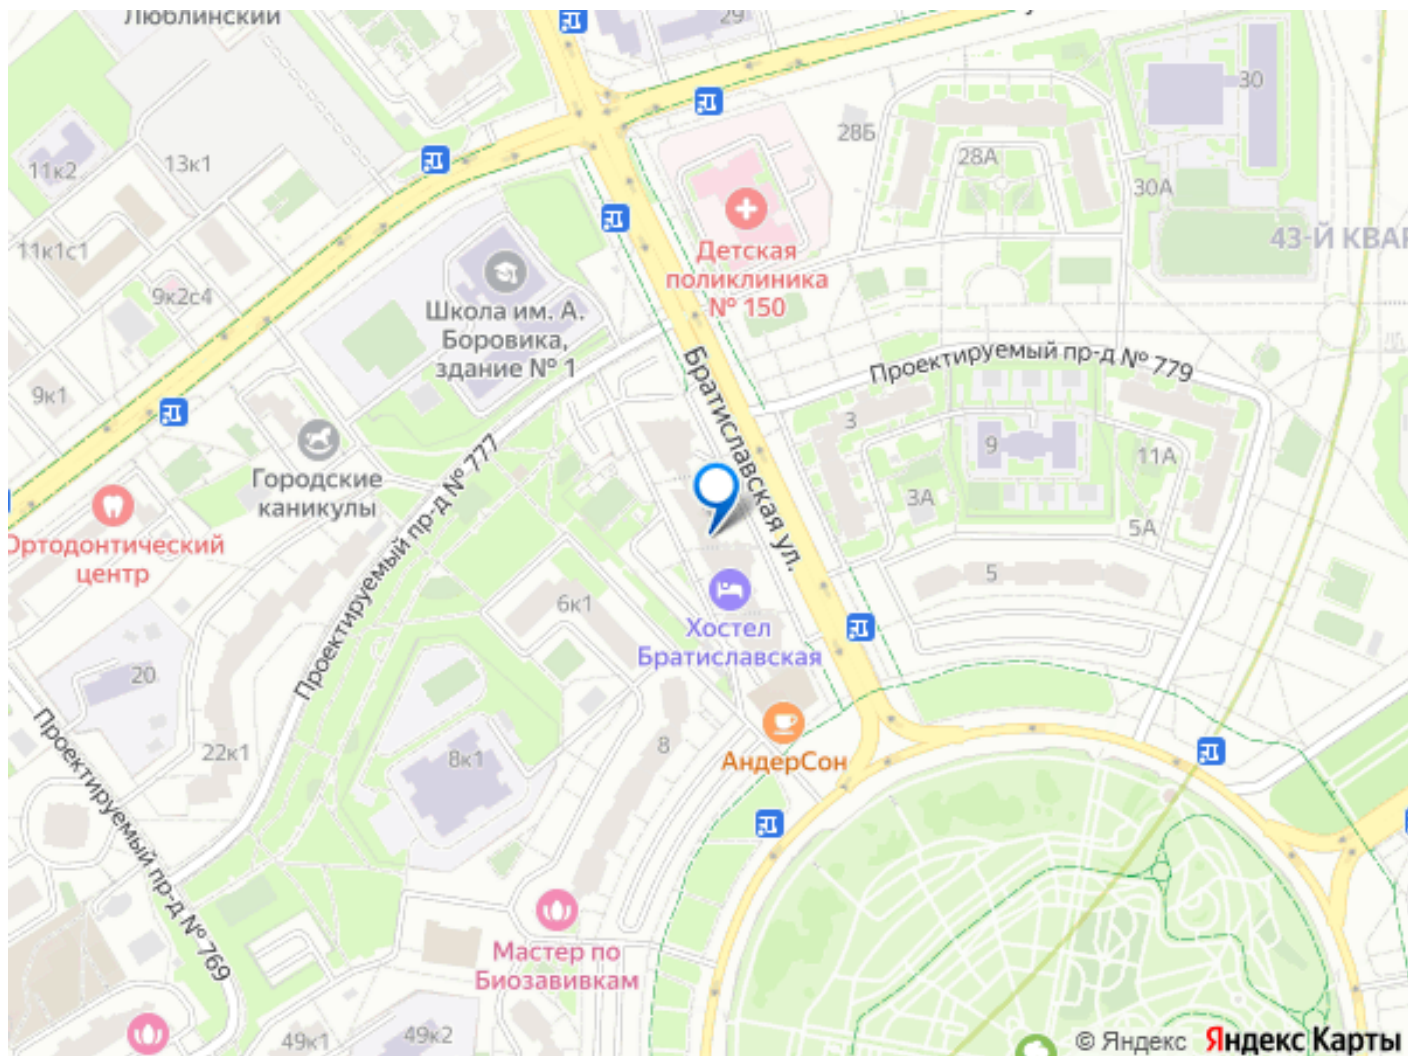 Люблинский
29
30
28Б
28А
30А
11к2
13к1
11к1с1
43-Й КВАР
Детская
поликлиника
№ 150
9к2с4
Школа им. А.
Боровика,
здание № 1
Братиславская ул.
Проектируемый пр-д № 779
9к1
3
9
11А
Городские
каникулы
Проектируемый пр-д № 777
3А
5А
Ортодонтический
центр
5
6к1
Хостел
Братиславская
20
22к1
8к1
8
АндерСон
Проектируемый пр-д № 769
Мастер по
Биозавивкам
49к1
49к2
© Яндекс Яндекс Карты